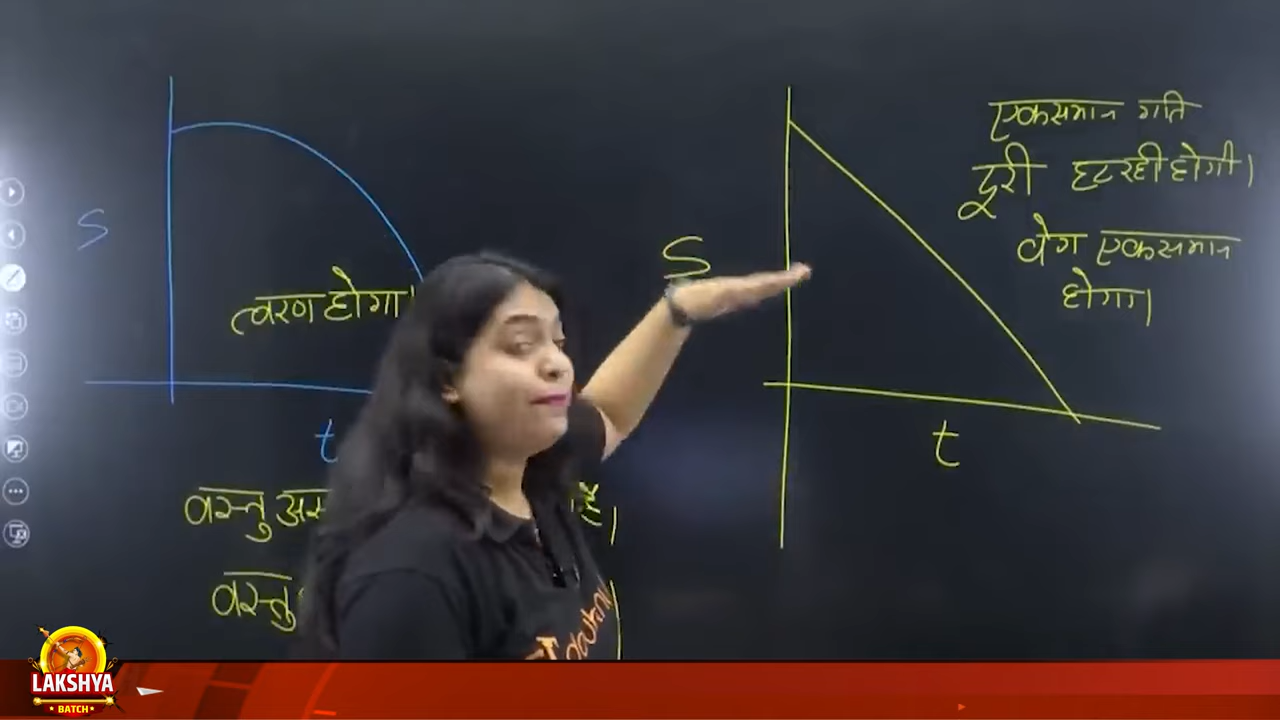 S
त्वरण होगा
t
वस्तु अस है।
वस्तु
S
t
एकसमान गति
दूरी घट रही होगी।
वेग एकसमान
होगा।
LAKSHYA
BATCH